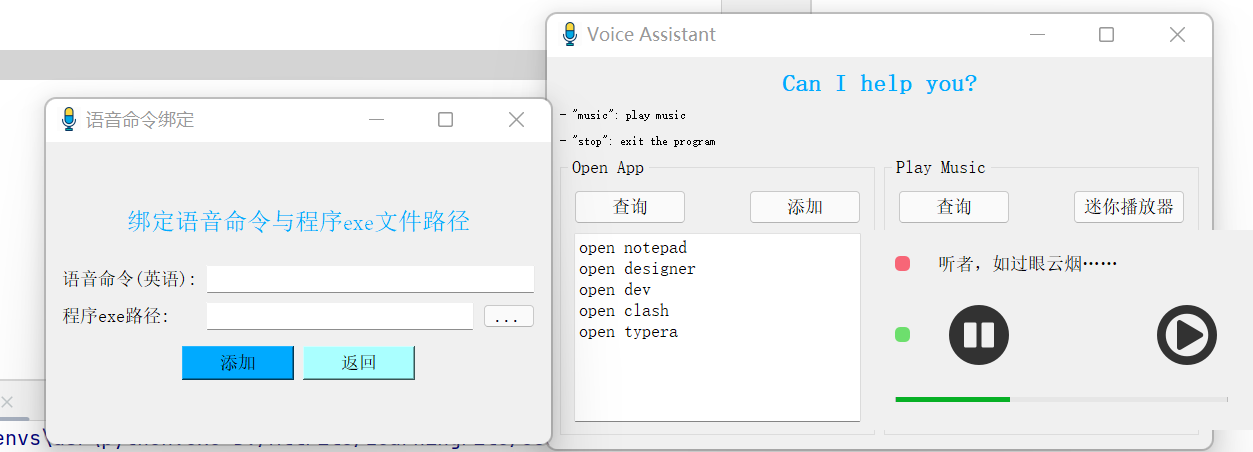 语音命令绑定
绑定语音命令与程序exe文件路径
语音命令(英语):
程序exe路径:
...
添加
返回
Voice Assistant
Can I help you?
- "music": play music
- "stop": exit the program
Open App
查询
添加
open notepad
open designer
open dev
open clash
open typera
Play Music
查询
迷你播放器
听者，如过眼云烟……